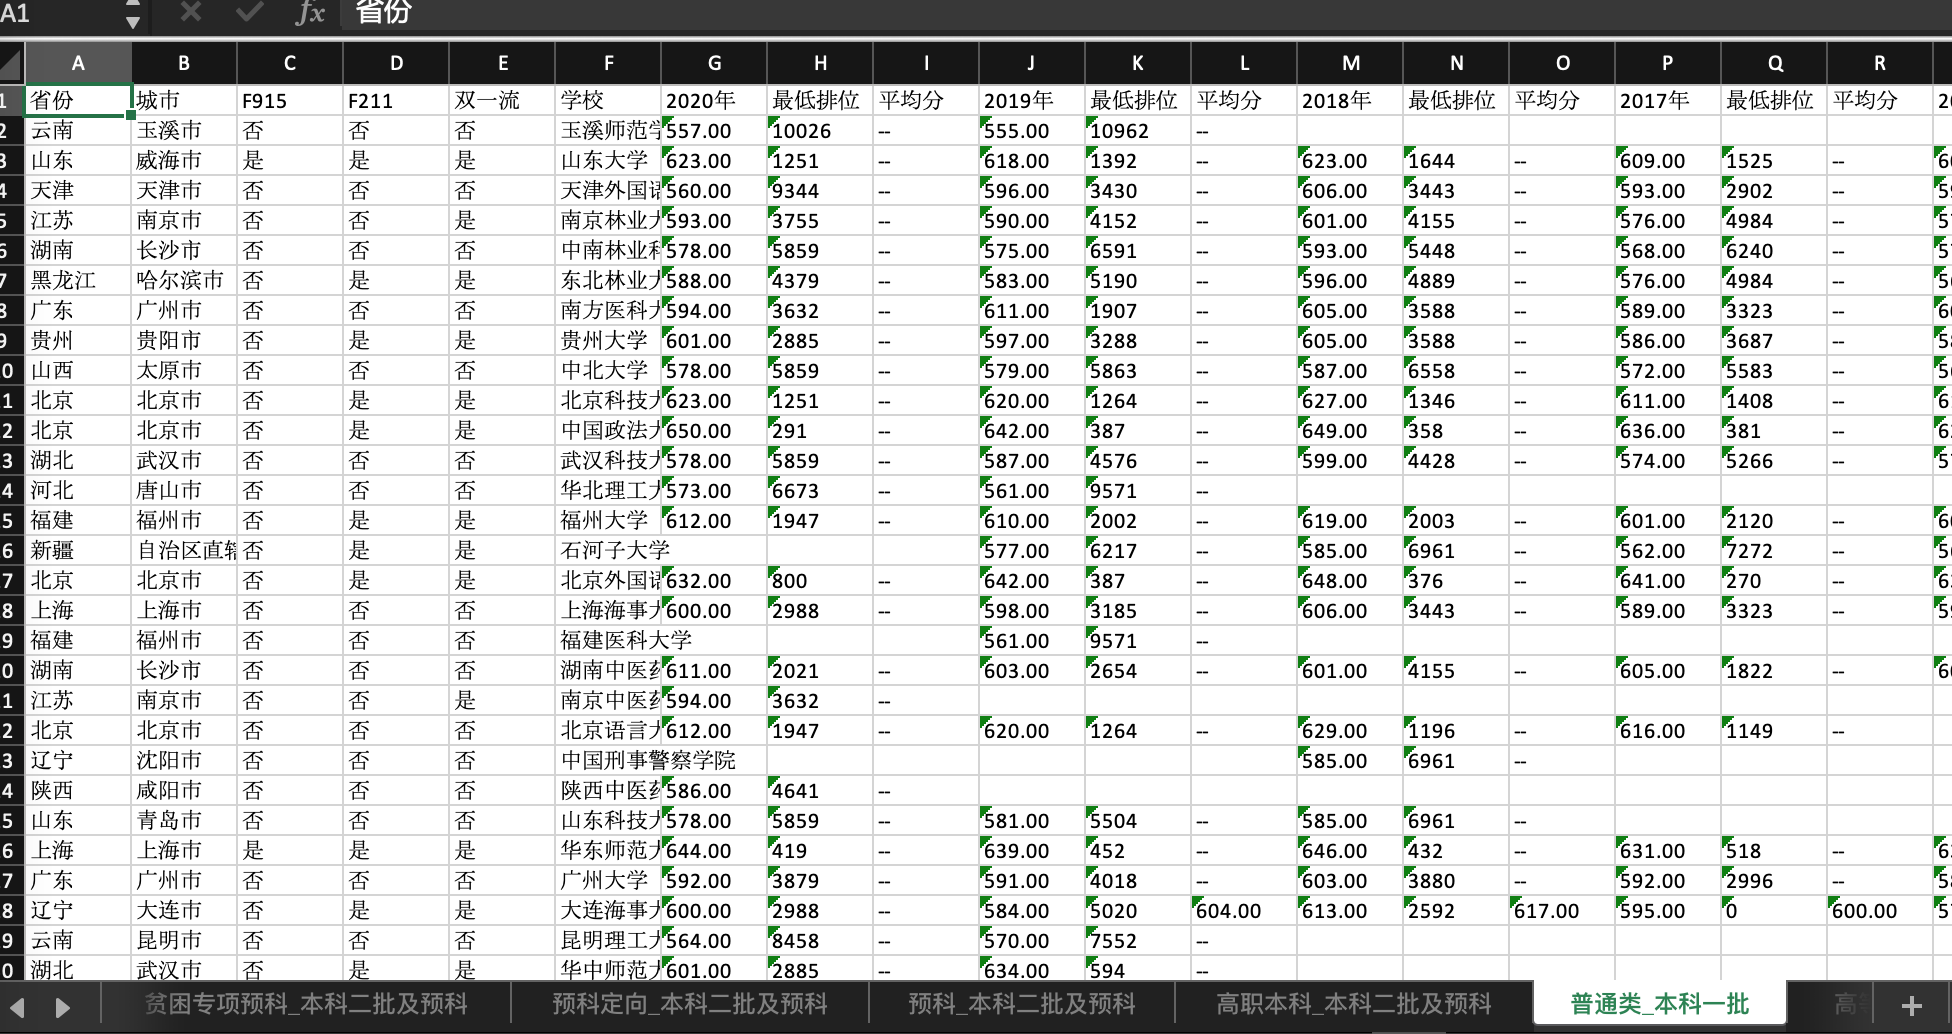 A1 fx 省份
A B C D E F G H I J K L M N O P Q R
1 省份 城市 F915 F211 双一流 学校 2020年 最低排位 平均分 2019年 最低排位 平均分 2018年 最低排位 平均分 2017年 最低排位 平均分
2 云南 玉溪市 否 否 否 玉溪师范学 557.00 10026 -- 555.00 10962 --
3 山东 威海市 是 是 是 山东大学 623.00 1251 -- 618.00 1392 -- 623.00 1644 -- 609.00 1525 --
4 天津 天津市 否 否 否 天津外国语 560.00 9344 -- 596.00 3430 -- 606.00 3443 -- 593.00 2902 --
5 江苏 南京市 否 否 是 南京林业大 593.00 3755 -- 590.00 4152 -- 601.00 4155 -- 576.00 4984 --
6 湖南 长沙市 否 否 否 中南林业科 578.00 5859 -- 575.00 6591 -- 593.00 5448 -- 568.00 6240 --
7 黑龙江 哈尔滨市 否 是 是 东北林业大 588.00 4379 -- 583.00 5190 -- 596.00 4889 -- 576.00 4984 --
8 广东 广州市 否 否 否 南方医科大 594.00 3632 -- 611.00 1907 -- 605.00 3588 -- 589.00 3323 --
9 贵州 贵阳市 否 是 是 贵州大学 601.00 2885 -- 597.00 3288 -- 605.00 3588 -- 586.00 3687 --
0 山西 太原市 否 否 否 中北大学 578.00 5859 -- 579.00 5863 -- 587.00 6558 -- 572.00 5583 --
1 北京 北京市 否 是 是 北京科技大 623.00 1251 -- 620.00 1264 -- 627.00 1346 -- 611.00 1408 --
2 北京 北京市 否 是 是 中国政法大 650.00 291 -- 642.00 387 -- 649.00 358 -- 636.00 381 --
3 湖北 武汉市 否 否 否 武汉科技大 578.00 5859 -- 587.00 4576 -- 599.00 4428 -- 574.00 5266 --
4 河北 唐山市 否 否 否 华北理工大 573.00 6673 -- 561.00 9571 --
5 福建 福州市 否 是 是 福州大学 612.00 1947 -- 610.00 2002 -- 619.00 2003 -- 601.00 2120 --
6 新疆 自治区直辖 否 是 是 石河子大学 577.00 6217 -- 585.00 6961 -- 562.00 7272 --
7 北京 北京市 否 是 是 北京外国语 632.00 800 -- 642.00 387 -- 648.00 376 -- 641.00 270 --
8 上海 上海市 否 否 否 上海海事大 600.00 2988 -- 598.00 3185 -- 606.00 3443 -- 589.00 3323 --
9 福建 福州市 否 否 否 福建医科大学 561.00 9571 --
0 湖南 长沙市 否 否 否 湖南中医药 611.00 2021 -- 603.00 2654 -- 601.00 4155 -- 605.00 1822 --
1 江苏 南京市 否 否 是 南京中医药 594.00 3632 --
2 北京 北京市 否 否 否 北京语言大 612.00 1947 -- 620.00 1264 -- 629.00 1196 -- 616.00 1149 --
3 辽宁 沈阳市 否 否 否 中国刑事警察学院 585.00 6961 --
4 陕西 咸阳市 否 否 否 陕西中医药 586.00 4641 --
5 山东 青岛市 否 否 否 山东科技大 578.00 5859 -- 581.00 5504 -- 585.00 6961 --
6 上海 上海市 是 是 是 华东师范大 644.00 419 -- 639.00 452 -- 646.00 432 -- 631.00 518 --
7 广东 广州市 否 否 否 广州大学 592.00 3879 -- 591.00 4018 -- 603.00 3880 -- 592.00 2996 --
8 辽宁 大连市 否 是 是 大连海事大 600.00 2988 -- 584.00 5020 604.00 613.00 2592 617.00 595.00 0 600.00
9 云南 昆明市 否 否 否 昆明理工大 564.00 8458 -- 570.00 7552 --
0 湖北 武汉市 否 是 是 华中师范大 601.00 2885 -- 634.00 594 --
贫困专项预科_本科二批及预科 预科定向_本科二批及预科 预科_本科二批及预科 高职本科_本科二批及预科 普通类_本科一批 +